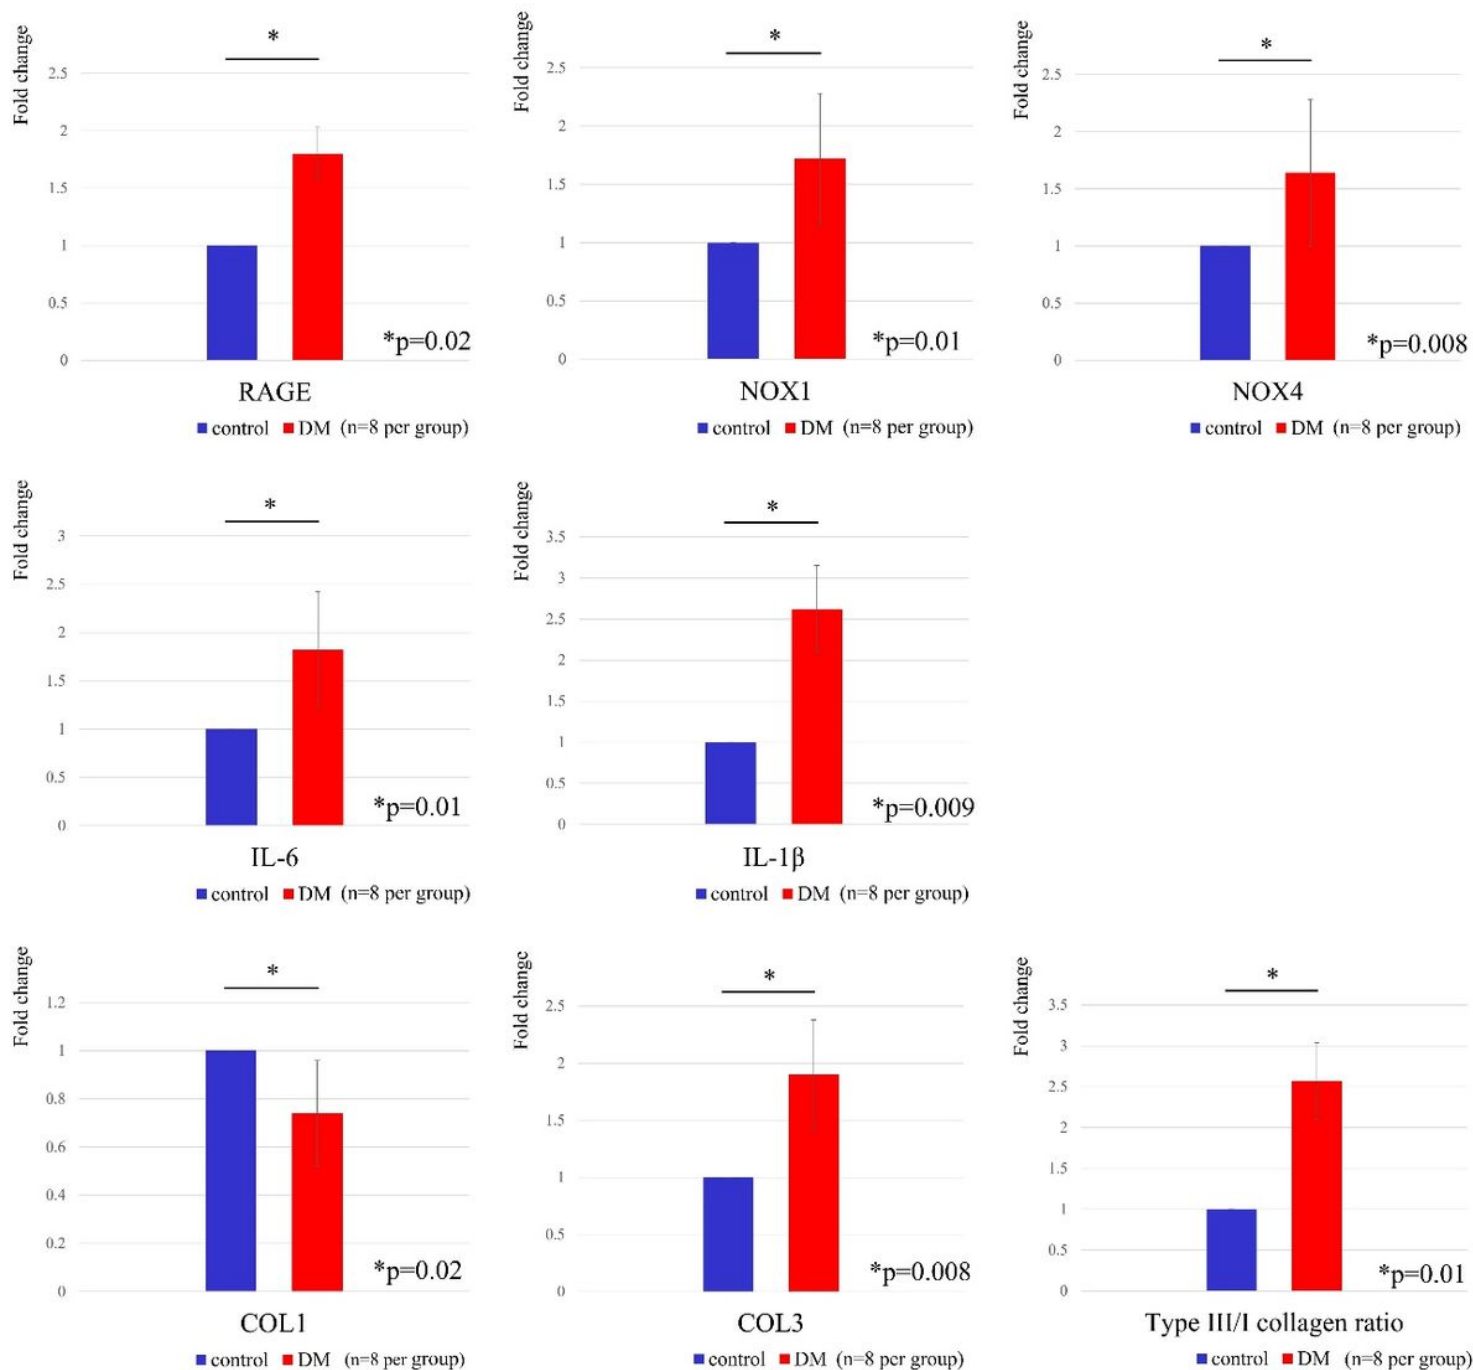 Fold change
*
2.5
2
1.5
1
0.5
0
*p=0.02
RAGE
control DM (n=8 per group)
Fold change
*
2.5
2
1.5
1
0.5
0
*p=0.01
NOX1
control DM (n=8 per group)
Fold change
*
2.5
2
1.5
1
0.5
0
*p=0.008
NOX4
control DM (n=8 per group)
Fold change
*
3
2.5
2
1.5
1
0.5
0
*p=0.01
IL-6
control DM (n=8 per group)
Fold change
*
3.5
3
2.5
2
1.5
1
0.5
0
*p=0.009
IL-1β
control DM (n=8 per group)
Fold change
*
1.2
1
0.8
0.6
0.4
0.2
0
*p=0.02
COL1
control DM (n=8 per group)
Fold change
*
2.5
2
1.5
1
0.5
0
*p=0.008
COL3
control DM (n=8 per group)
Fold change
*
3.5
3
2.5
2
1.5
1
0.5
0
*p=0.01
Type III/I collagen ratio
control DM (n=8 per group)